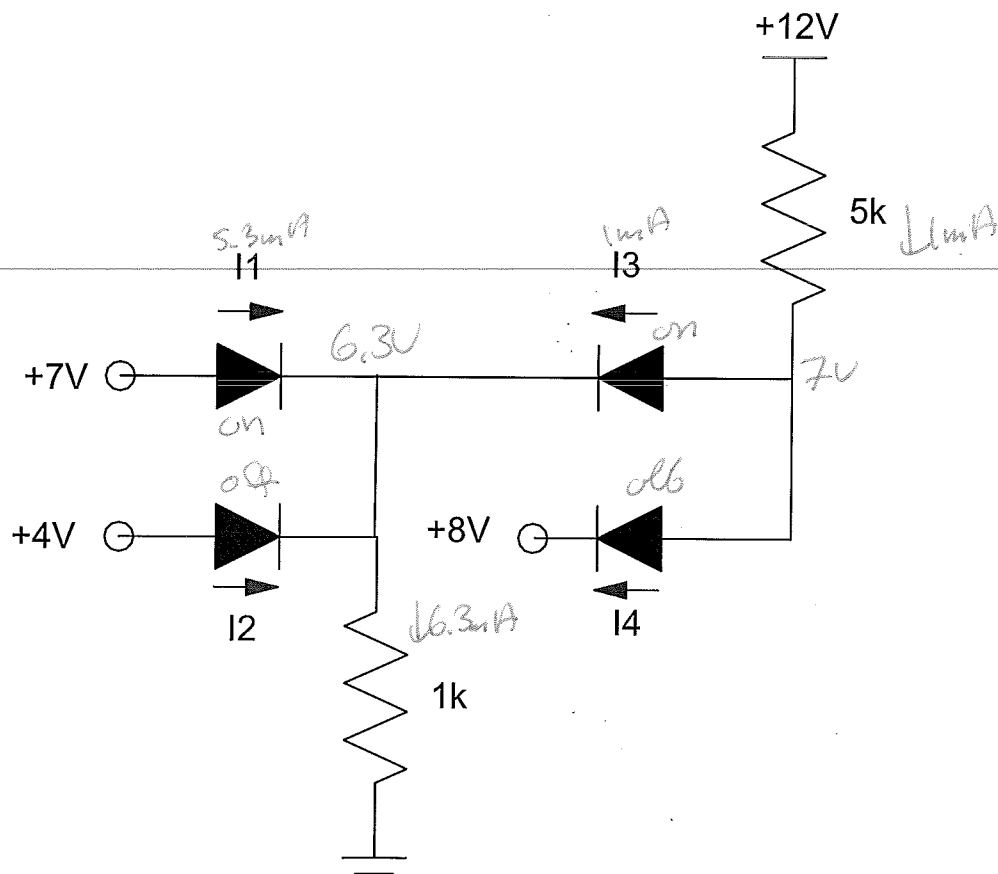 +12V
5k
↓1mA
5.3mA
I1
1mA
I3
+7V
6.3V
on
7V
on
off
+4V
+8V
off
I2
↓6.3mA
I4
1k